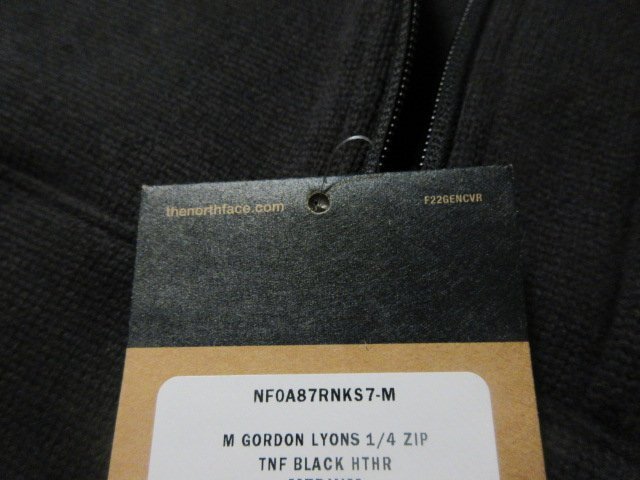 thenorthface.com F22GENCVR
NF0A87RNKS7-M
M GORDON LYONS 1/4 ZIP
TNF BLACK HTHR